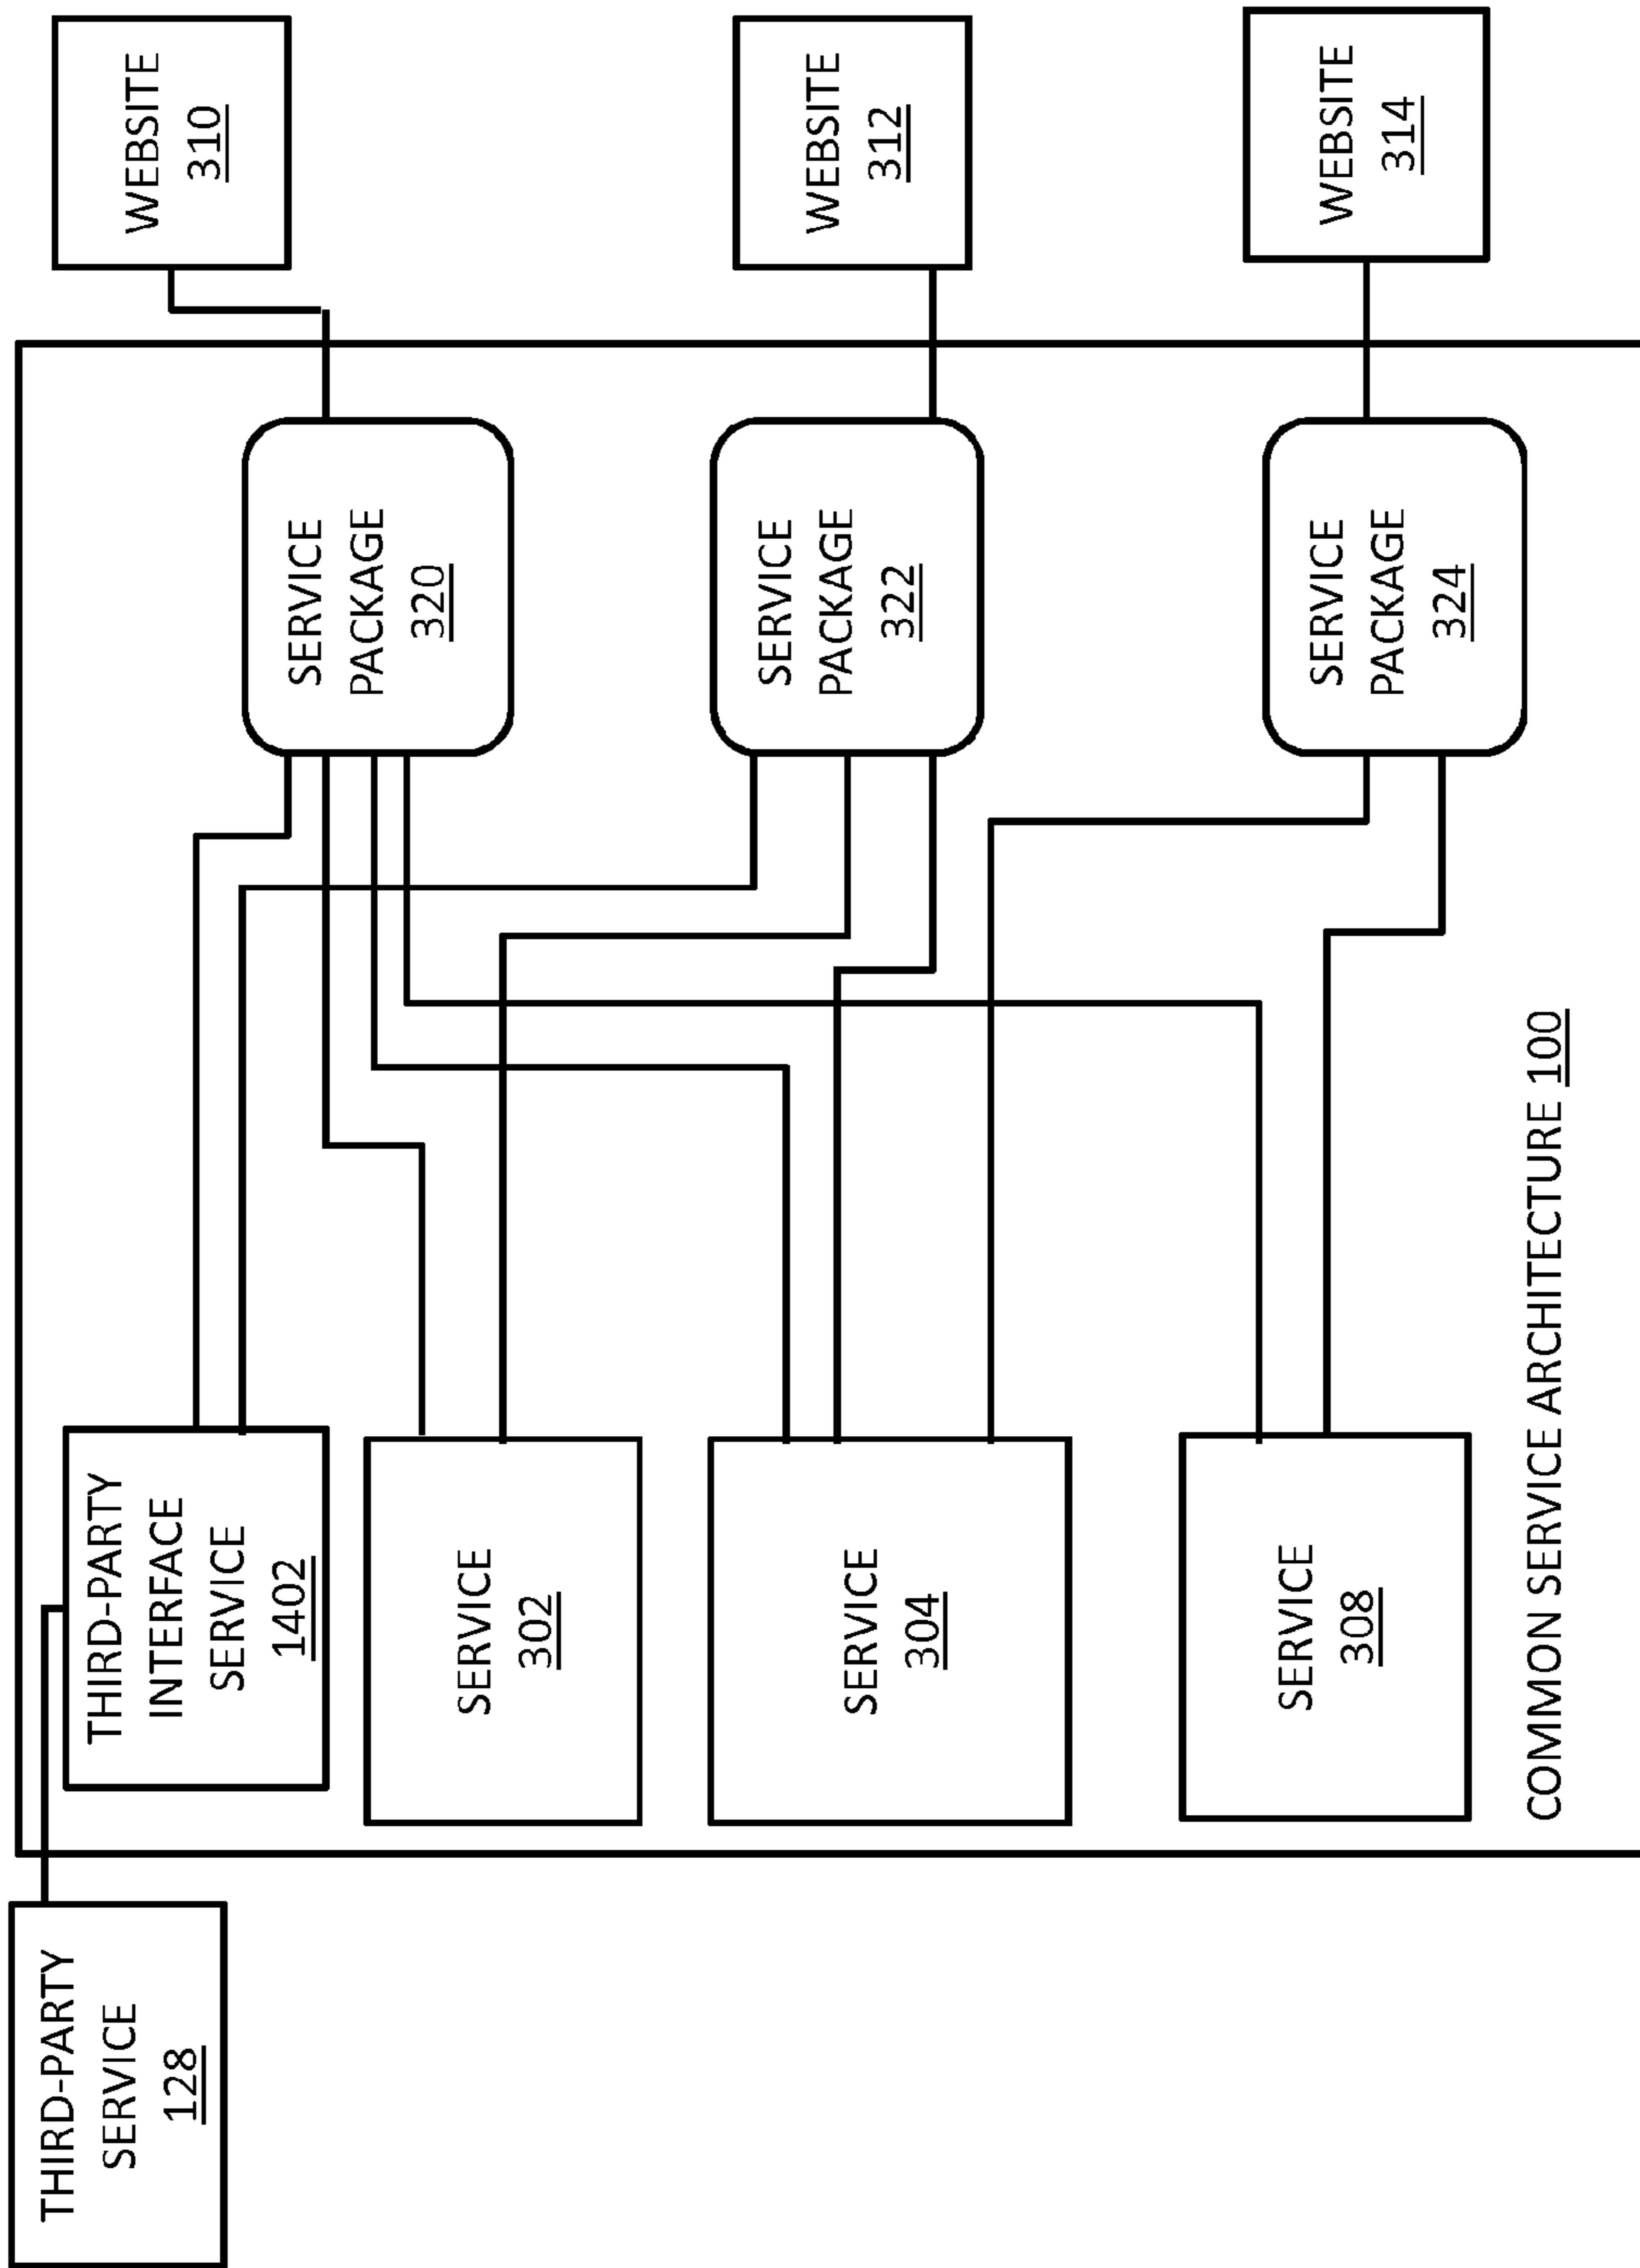 THIRD-PARTY
SERVICE
128
THIRD-PARTY
INTERFACE
SERVICE
1402
SERVICE
302
SERVICE
304
SERVICE
308
COMMON SERVICE ARCHITECTURE 100
SERVICE
PACKAGE
320
SERVICE
PACKAGE
322
SERVICE
PACKAGE
324
WEBSITE
310
WEBSITE
312
WEBSITE
314